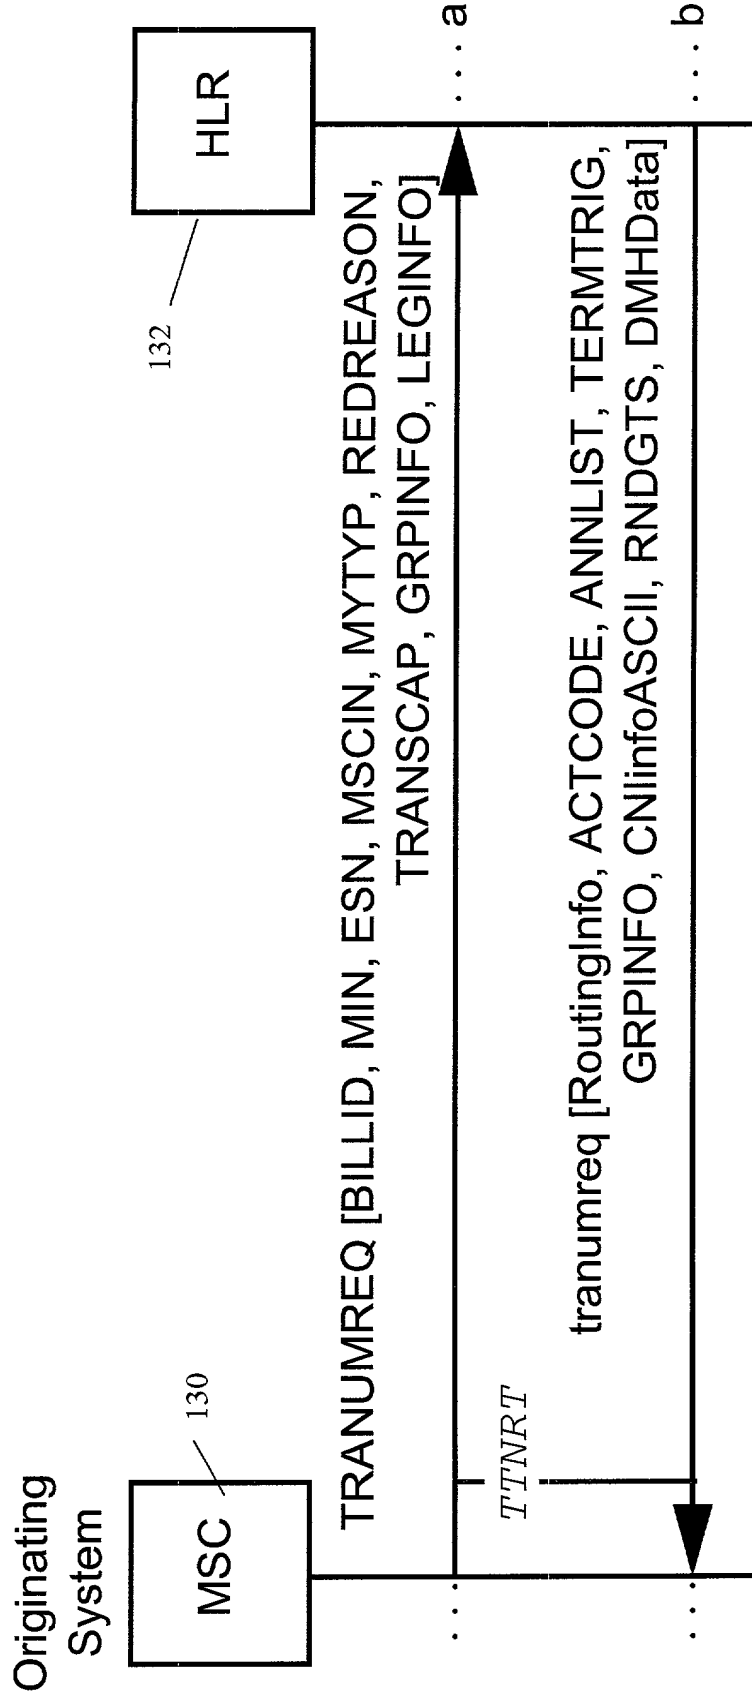 Originating
System
MSC
130
HLR
132
TRANUMREQ [BILLID, MIN, ESN, MSCIN, MYTYP, REDREASON,
TRANSCAP, GRPINFO, LEGINFO]
. . . . . . a
TTNRT
tranumreq [RoutingInfo, ACTCODE, ANNLIST, TERMTRIG,
GRPINFO, CNIinfoASCII, RNDGTS, DMHData]
. . . . . . b